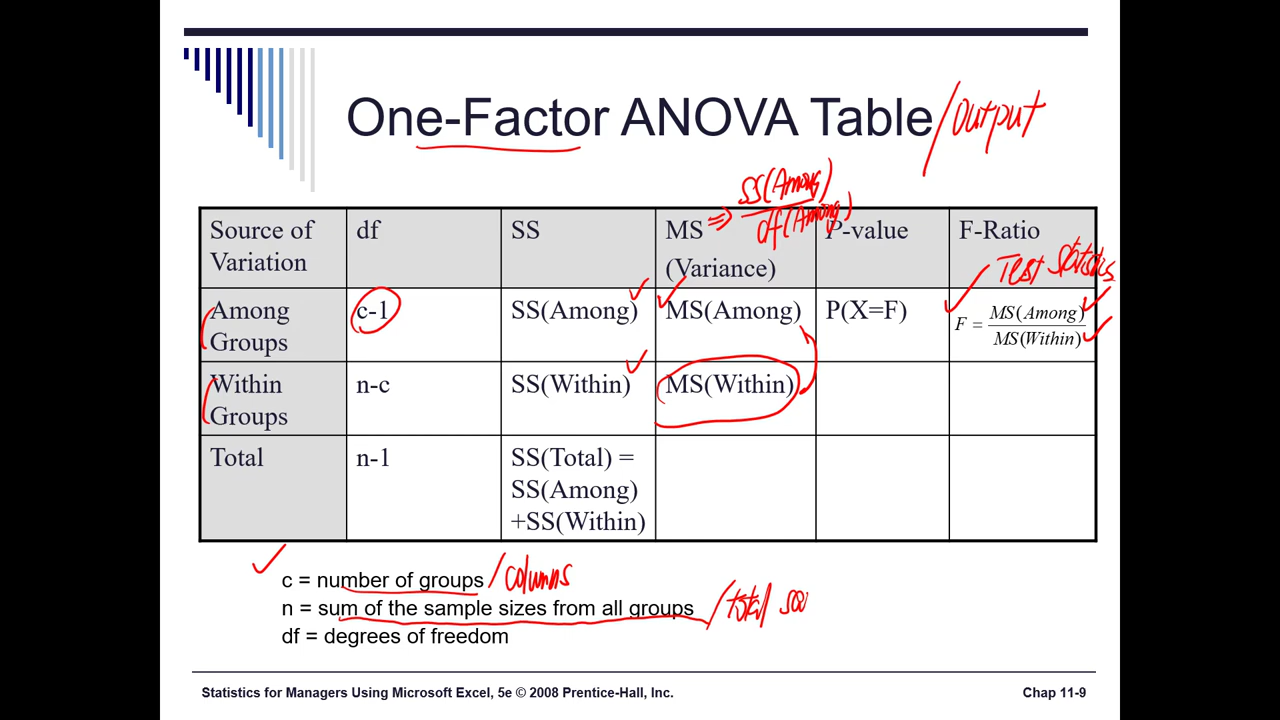 One-Factor ANOVA Table / output
SS(Among)
df(Among)
Source of Variation df SS MS ⇒ (Variance) P-value F-Ratio
Test Statistics
Among Groups c-1 SS(Among) MS(Among) P(X=F) F = MS(Among) / MS(Within)
Within Groups n-c SS(Within) MS(Within)
Total n-1 SS(Total) = SS(Among) +SS(Within)
c = number of groups / columns
n = sum of the sample sizes from all groups / total
df = degrees of freedom
Statistics for Managers Using Microsoft Excel, 5e © 2008 Prentice-Hall, Inc. Chap 11-9